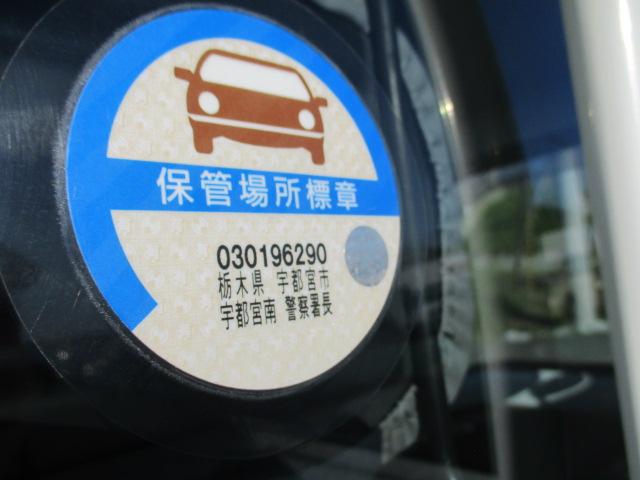 保管場所標章
030196290
栃木県 宇都宮市
宇都宮南 警察署長